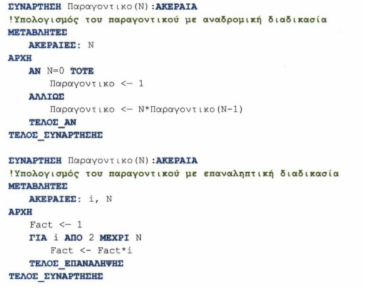 ΣΥΝΑΡΤΗΣΗ Παραγοντικο(Ν):ΑΚΕΡΑΙΑ
!Υπολογισμός του παραγοντικού με αναδρομική διαδικασία
ΜΕΤΑΒΛΗΤΕΣ
ΑΚΕΡΑΙΕΣ: Ν
ΑΡΧΗ
ΑΝ Ν=0 ΤΟΤΕ
Παραγοντικο <— 1
ΑΛΛΙΩΣ
Παραγοντικο <— Ν*Παραγοντικο(Ν-1)
ΤΕΛΟΣ_ΑΝ
ΤΕΛΟΣ_ΣΥΝΑΡΤΗΣΗΣ
ΣΥΝΑΡΤΗΣΗ Παραγοντικο(Ν):ΑΚΕΡΑΙΑ
!Υπολογισμός του παραγοντικού με επαναληπτική διαδικασία
ΜΕΤΑΒΛΗΤΕΣ
ΑΚΕΡΑΙΕΣ: i, Ν
ΑΡΧΗ
Fact <— 1
ΓΙΑ i ΑΠΟ 2 ΜΕΧΡΙ Ν
Fact <- Fact*i
ΤΕΛΟΣ_ΕΠΑΝΑΛΗΨΗΣ
ΤΕΛΟΣ_ΣΥΝΑΡΤΗΣΗΣ